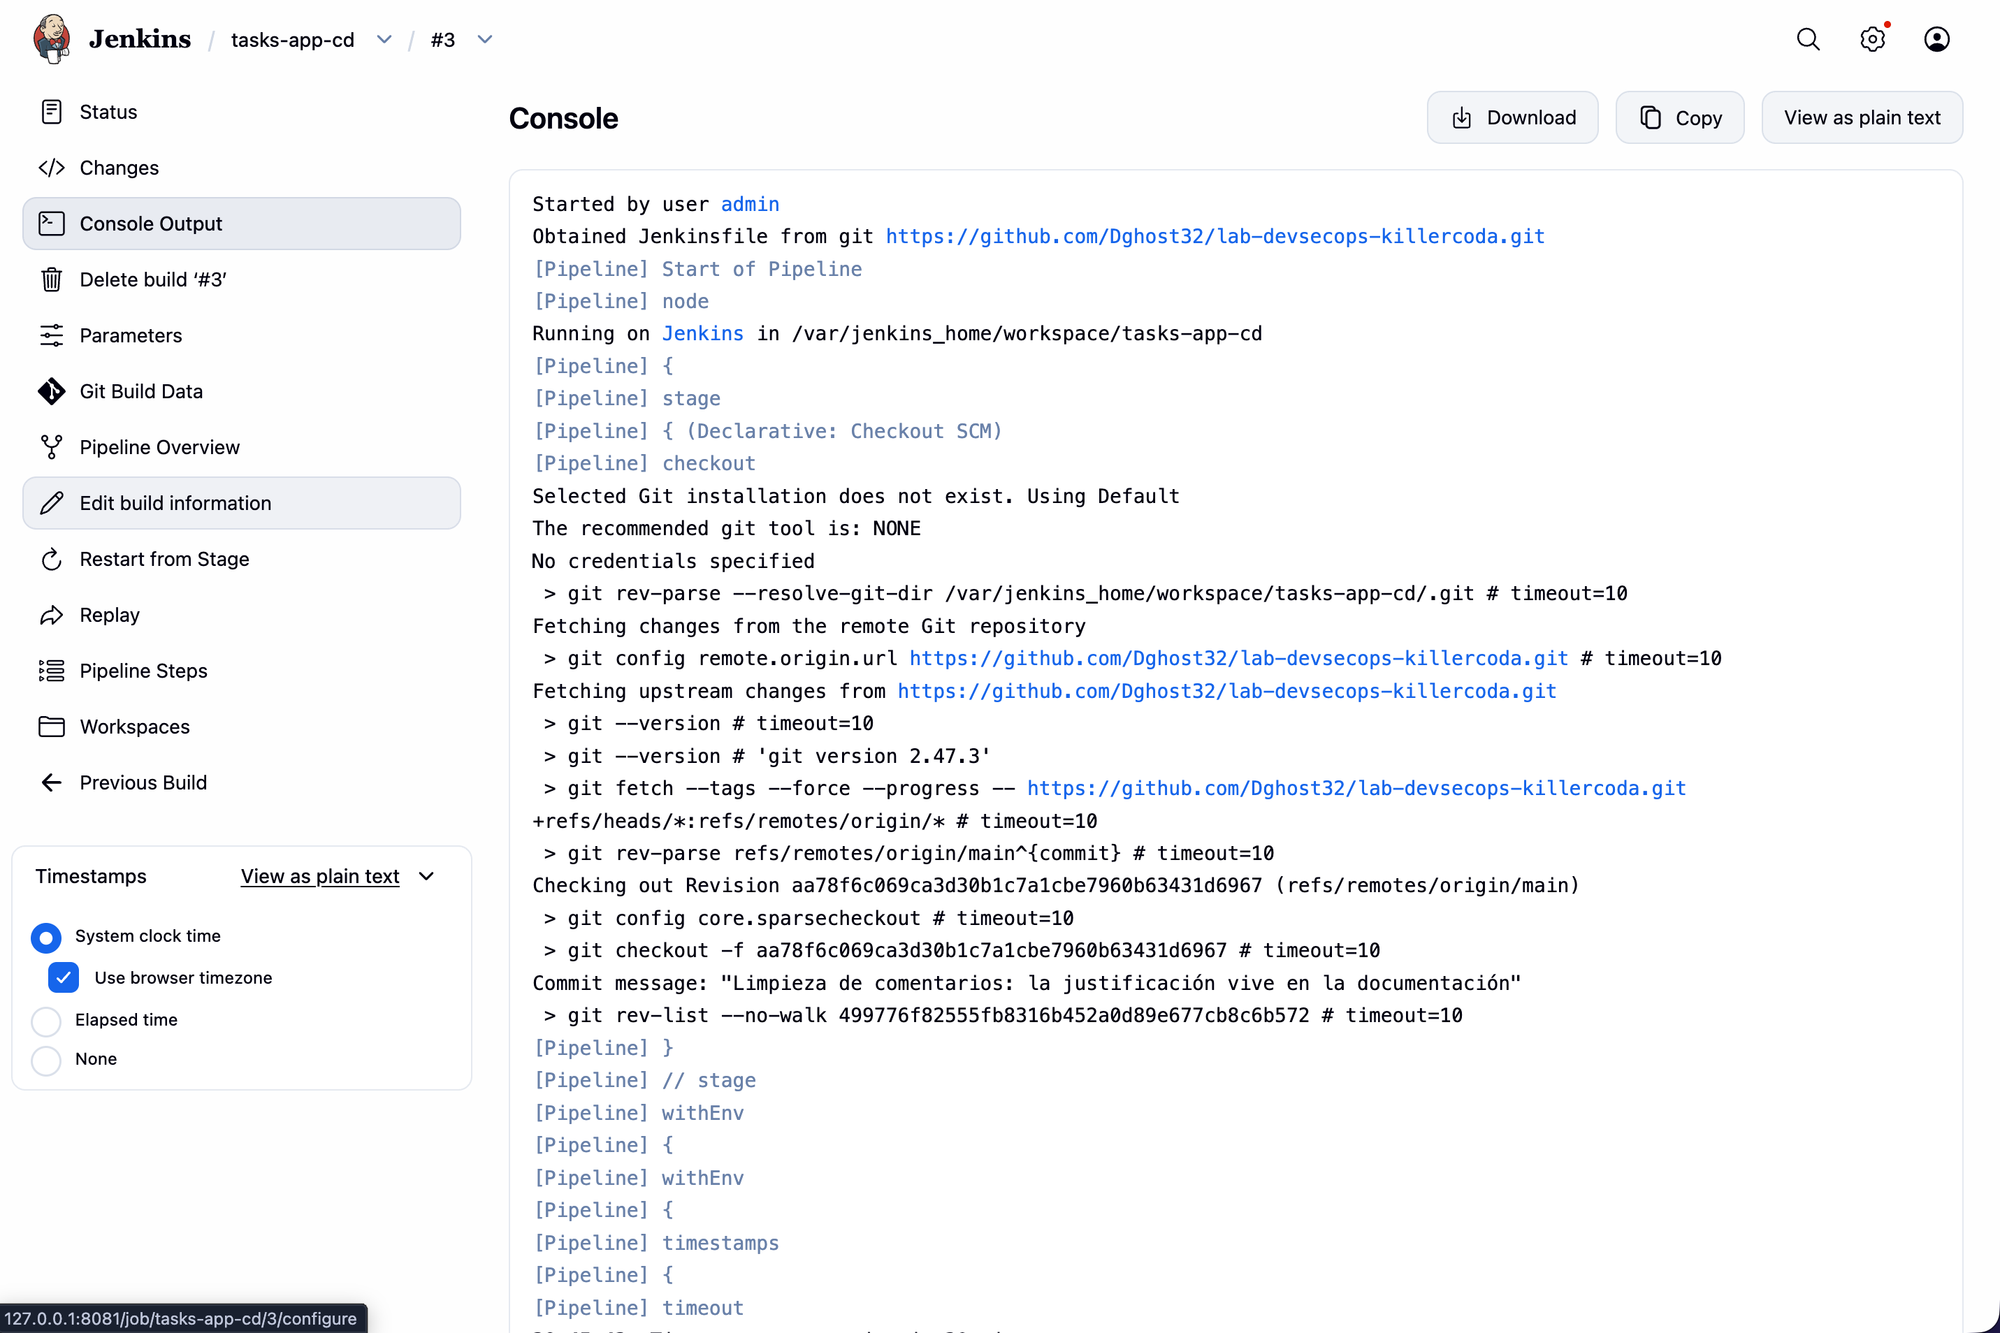 Jenkins / tasks-app-cd / #3
Status
Changes
Console Output
Delete build ‘#3’
Parameters
Git Build Data
Pipeline Overview
Edit build information
Restart from Stage
Replay
Pipeline Steps
Workspaces
Previous Build
Timestamps
View as plain text
System clock time
Use browser timezone
Elapsed time
None
127.0.0.1:8081/job/tasks-app-cd/3/configure
Console
Download
Copy
View as plain text
Started by user admin
Obtained Jenkinsfile from git https://github.com/Dghost32/lab-devsecops-killercoda.git
[Pipeline] Start of Pipeline
[Pipeline] node
Running on Jenkins in /var/jenkins_home/workspace/tasks-app-cd
[Pipeline] {
[Pipeline] stage
[Pipeline] { (Declarative: Checkout SCM)
[Pipeline] checkout
Selected Git installation does not exist. Using Default
The recommended git tool is: NONE
No credentials specified
> git rev-parse --resolve-git-dir /var/jenkins_home/workspace/tasks-app-cd/.git # timeout=10
Fetching changes from the remote Git repository
> git config remote.origin.url https://github.com/Dghost32/lab-devsecops-killercoda.git # timeout=10
Fetching upstream changes from https://github.com/Dghost32/lab-devsecops-killercoda.git
> git --version # timeout=10
> git --version # 'git version 2.47.3'
> git fetch --tags --force --progress -- https://github.com/Dghost32/lab-devsecops-killercoda.git
+refs/heads/*:refs/remotes/origin/* # timeout=10
> git rev-parse refs/remotes/origin/main^{commit} # timeout=10
Checking out Revision aa78f6c069ca3d30b1c7a1cbe7960b63431d6967 (refs/remotes/origin/main)
> git config core.sparsecheckout # timeout=10
> git checkout -f aa78f6c069ca3d30b1c7a1cbe7960b63431d6967 # timeout=10
Commit message: "Limpieza de comentarios: la justificación vive en la documentación"
> git rev-list --no-walk 499776f82555fb8316b452a0d89e677cb8c6b572 # timeout=10
[Pipeline] }
[Pipeline] // stage
[Pipeline] withEnv
[Pipeline] {
[Pipeline] withEnv
[Pipeline] {
[Pipeline] timestamps
[Pipeline] {
[Pipeline] timeout